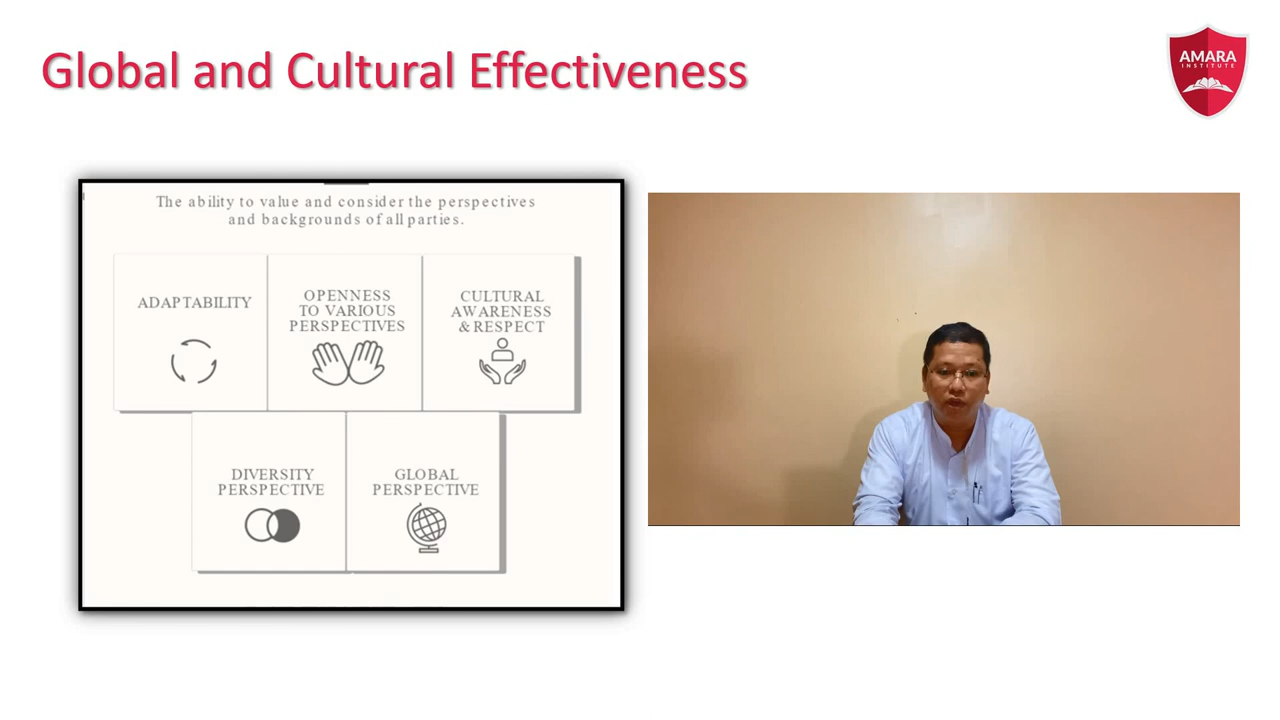 Global and Cultural Effectiveness
AMARA
INSTITUTE
The ability to value and consider the perspectives
and backgrounds of all parties.
ADAPTABILITY
OPENNESS
TO VARIOUS
PERSPECTIVES
CULTURAL
AWARENESS
& RESPECT
DIVERSITY
PERSPECTIVE
GLOBAL
PERSPECTIVE